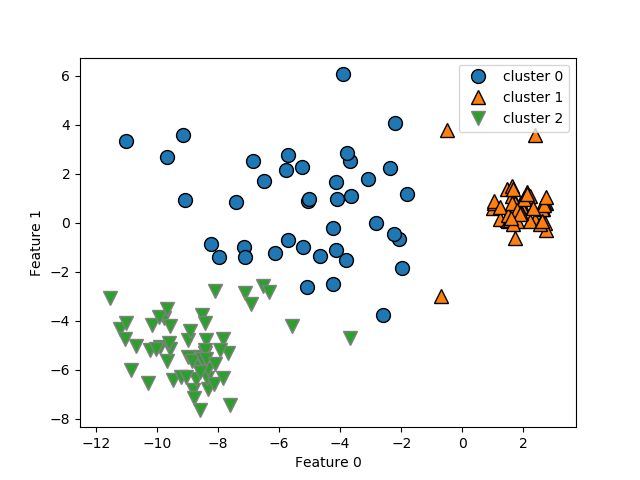 cluster 0
cluster 1
cluster 2
6
4
2
0
−2
−4
−6
−8
Feature 1
−12 −10 −8 −6 −4 −2 0 2
Feature 0